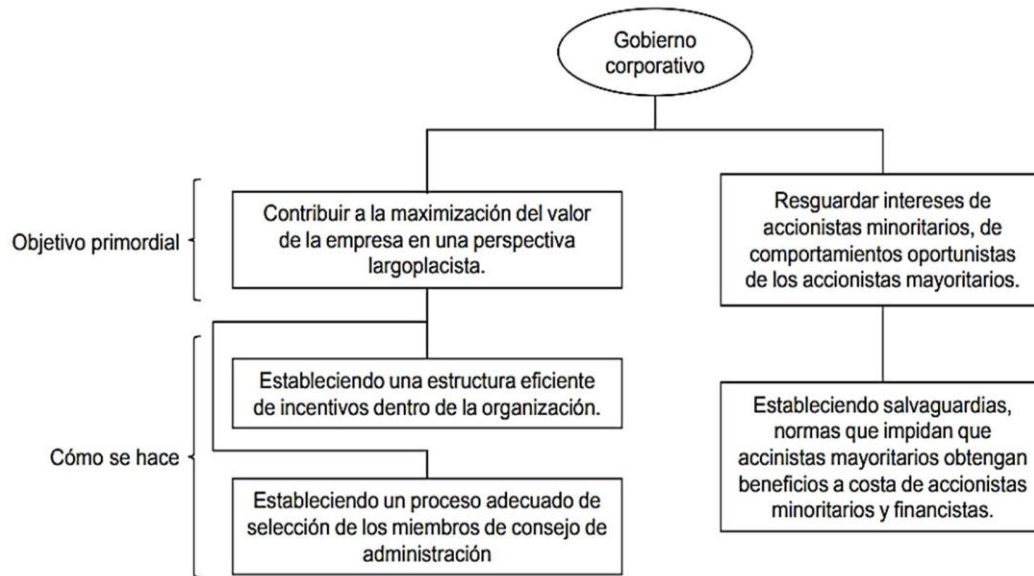 Gobierno
corporativo
Objetivo primordial
Contribuir a la maximización del valor
de la empresa en una perspectiva
largoplacista.
Resguardar intereses de
accionistas minoritarios, de
comportamientos oportunistas
de los accionistas mayoritarios.
Cómo se hace
Estableciendo una estructura eficiente
de incentivos dentro de la organización.
Estableciendo un proceso adecuado de
selección de los miembros de consejo de
administración
Estableciendo salvaguardias,
normas que impidan que
accinistas mayoritarios obtengan
beneficios a costa de accionistas
minoritarios y financistas.